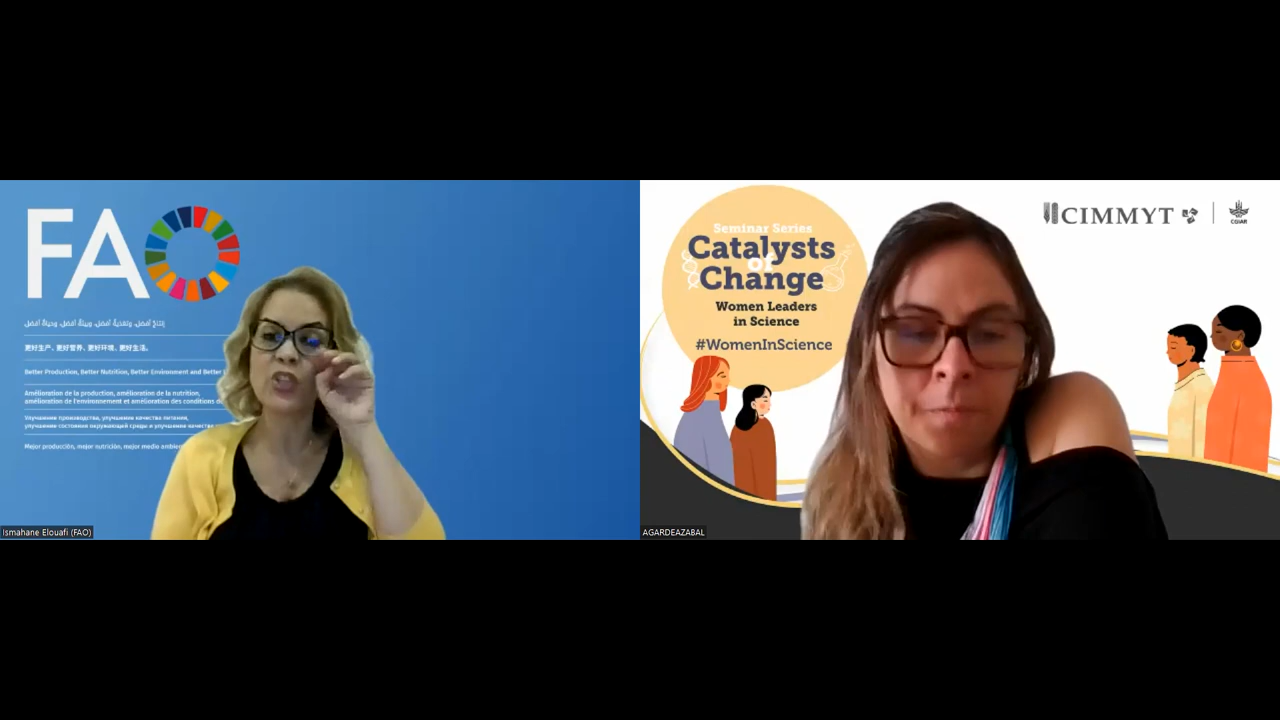 FAO
إنتاجٌ أفضل، وتغذيةٌ أفضل، وبيئةٌ أفضل، وحياةٌ أفضل
更好生产、更好营养、更好环境、更好生活。
Better Production, Better Nutrition, Better Environment and Better
Amélioration de la production, amélioration de la nutrition,
amélioration de l'environnement et amélioration des conditions
Улучшение производства, улучшение качества питания,
улучшение состояния окружающей среды и улучшение качества
Mejor producción, mejor nutrición, mejor medio
Ismahane Elouafi (FAO)
Seminar Series
Catalysts
of
Change
Women Leaders
in Science
#WomenInScience
CIMMYT
CGIAR
AGARDEAZABAL